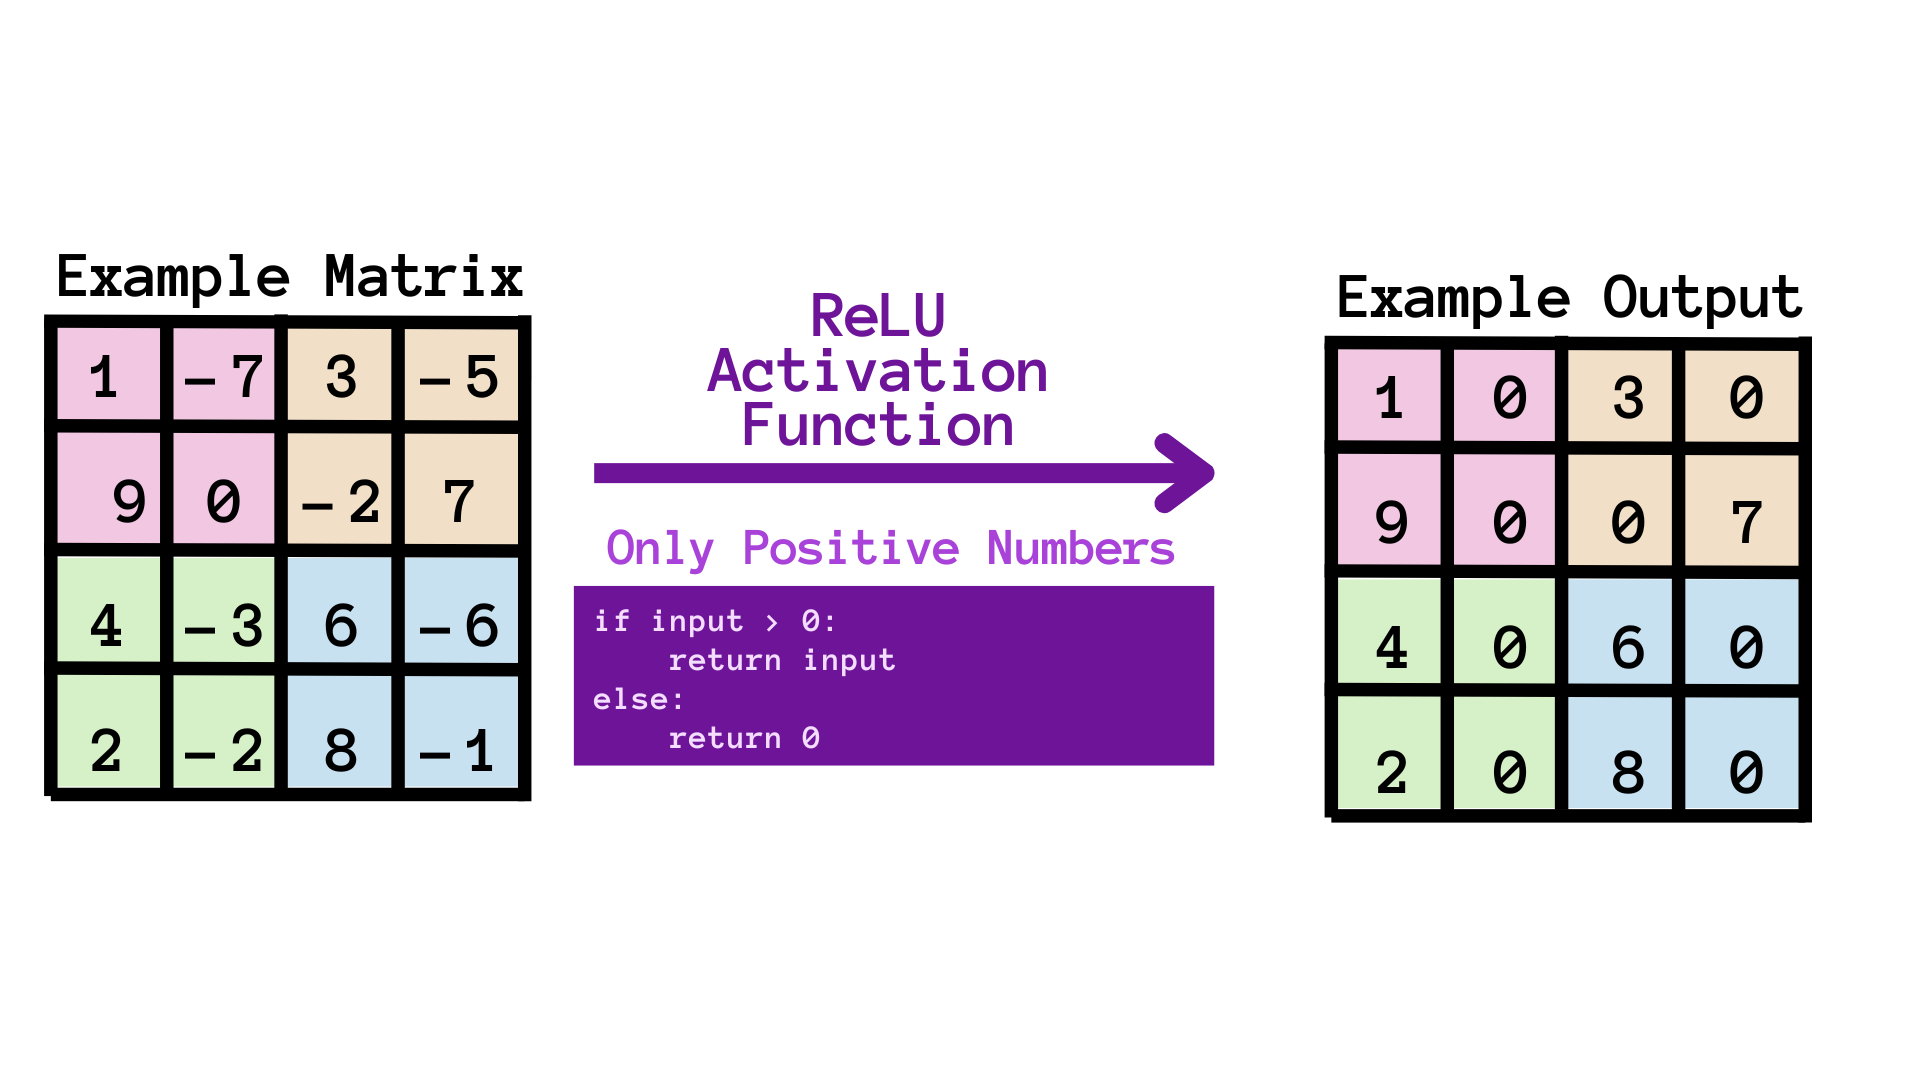 Example Matrix
1 -7 3 -5
9 0 -2 7
4 -3 6 -6
2 -2 8 -1
ReLU
Activation
Function
Only Positive Numbers
if input > 0:
    return input
else:
    return 0
Example Output
1 0 3 0
9 0 0 7
4 0 6 0
2 0 8 0